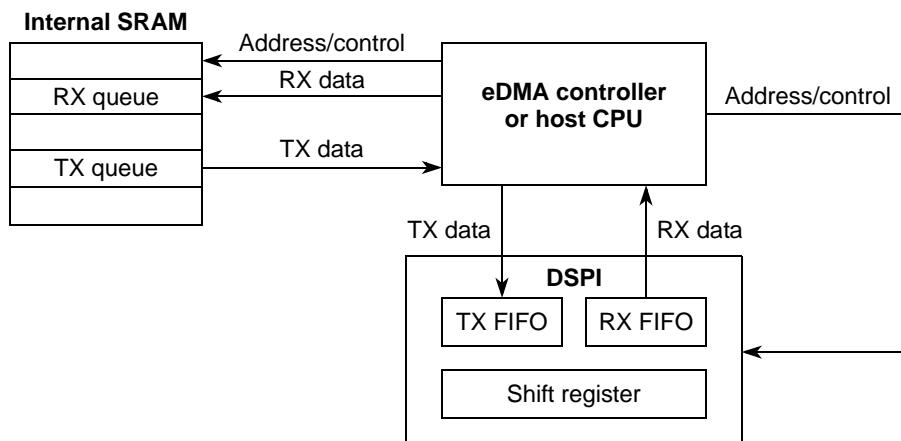 Internal SRAM
Address/control
RX data
RX queue
TX data
TX queue
eDMA controller
or host CPU
Address/control
TX data
RX data
DSPI
TX FIFO
RX FIFO
Shift register